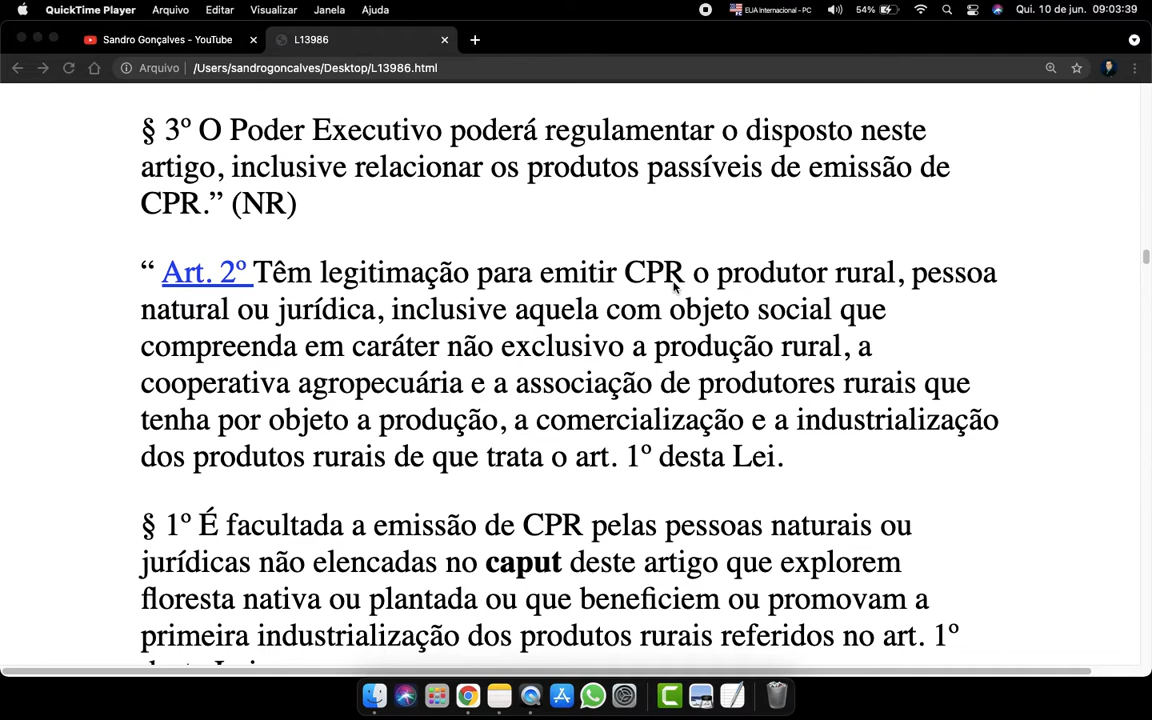 QuickTime Player Arquivo Editar Visualizar Janela Ajuda EUA Internacional - PC 54% Qui. 10 de jun. 09:03:39
Sandro Gonçalves - YouTube L13986
Arquivo /Users/sandrogoncalves/Desktop/L13986.html
§ 3º O Poder Executivo poderá regulamentar o disposto neste
artigo, inclusive relacionar os produtos passíveis de emissão de
CPR.” (NR)
“ Art. 2º Têm legitimação para emitir CPR o produtor rural, pessoa
natural ou jurídica, inclusive aquela com objeto social que
compreenda em caráter não exclusivo a produção rural, a
cooperativa agropecuária e a associação de produtores rurais que
tenha por objeto a produção, a comercialização e a industrialização
dos produtos rurais de que trata o art. 1º desta Lei.
§ 1º É facultada a emissão de CPR pelas pessoas naturais ou
jurídicas não elencadas no caput deste artigo que explorem
floresta nativa ou plantada ou que beneficiem ou promovam a
primeira industrialização dos produtos rurais referidos no art. 1º